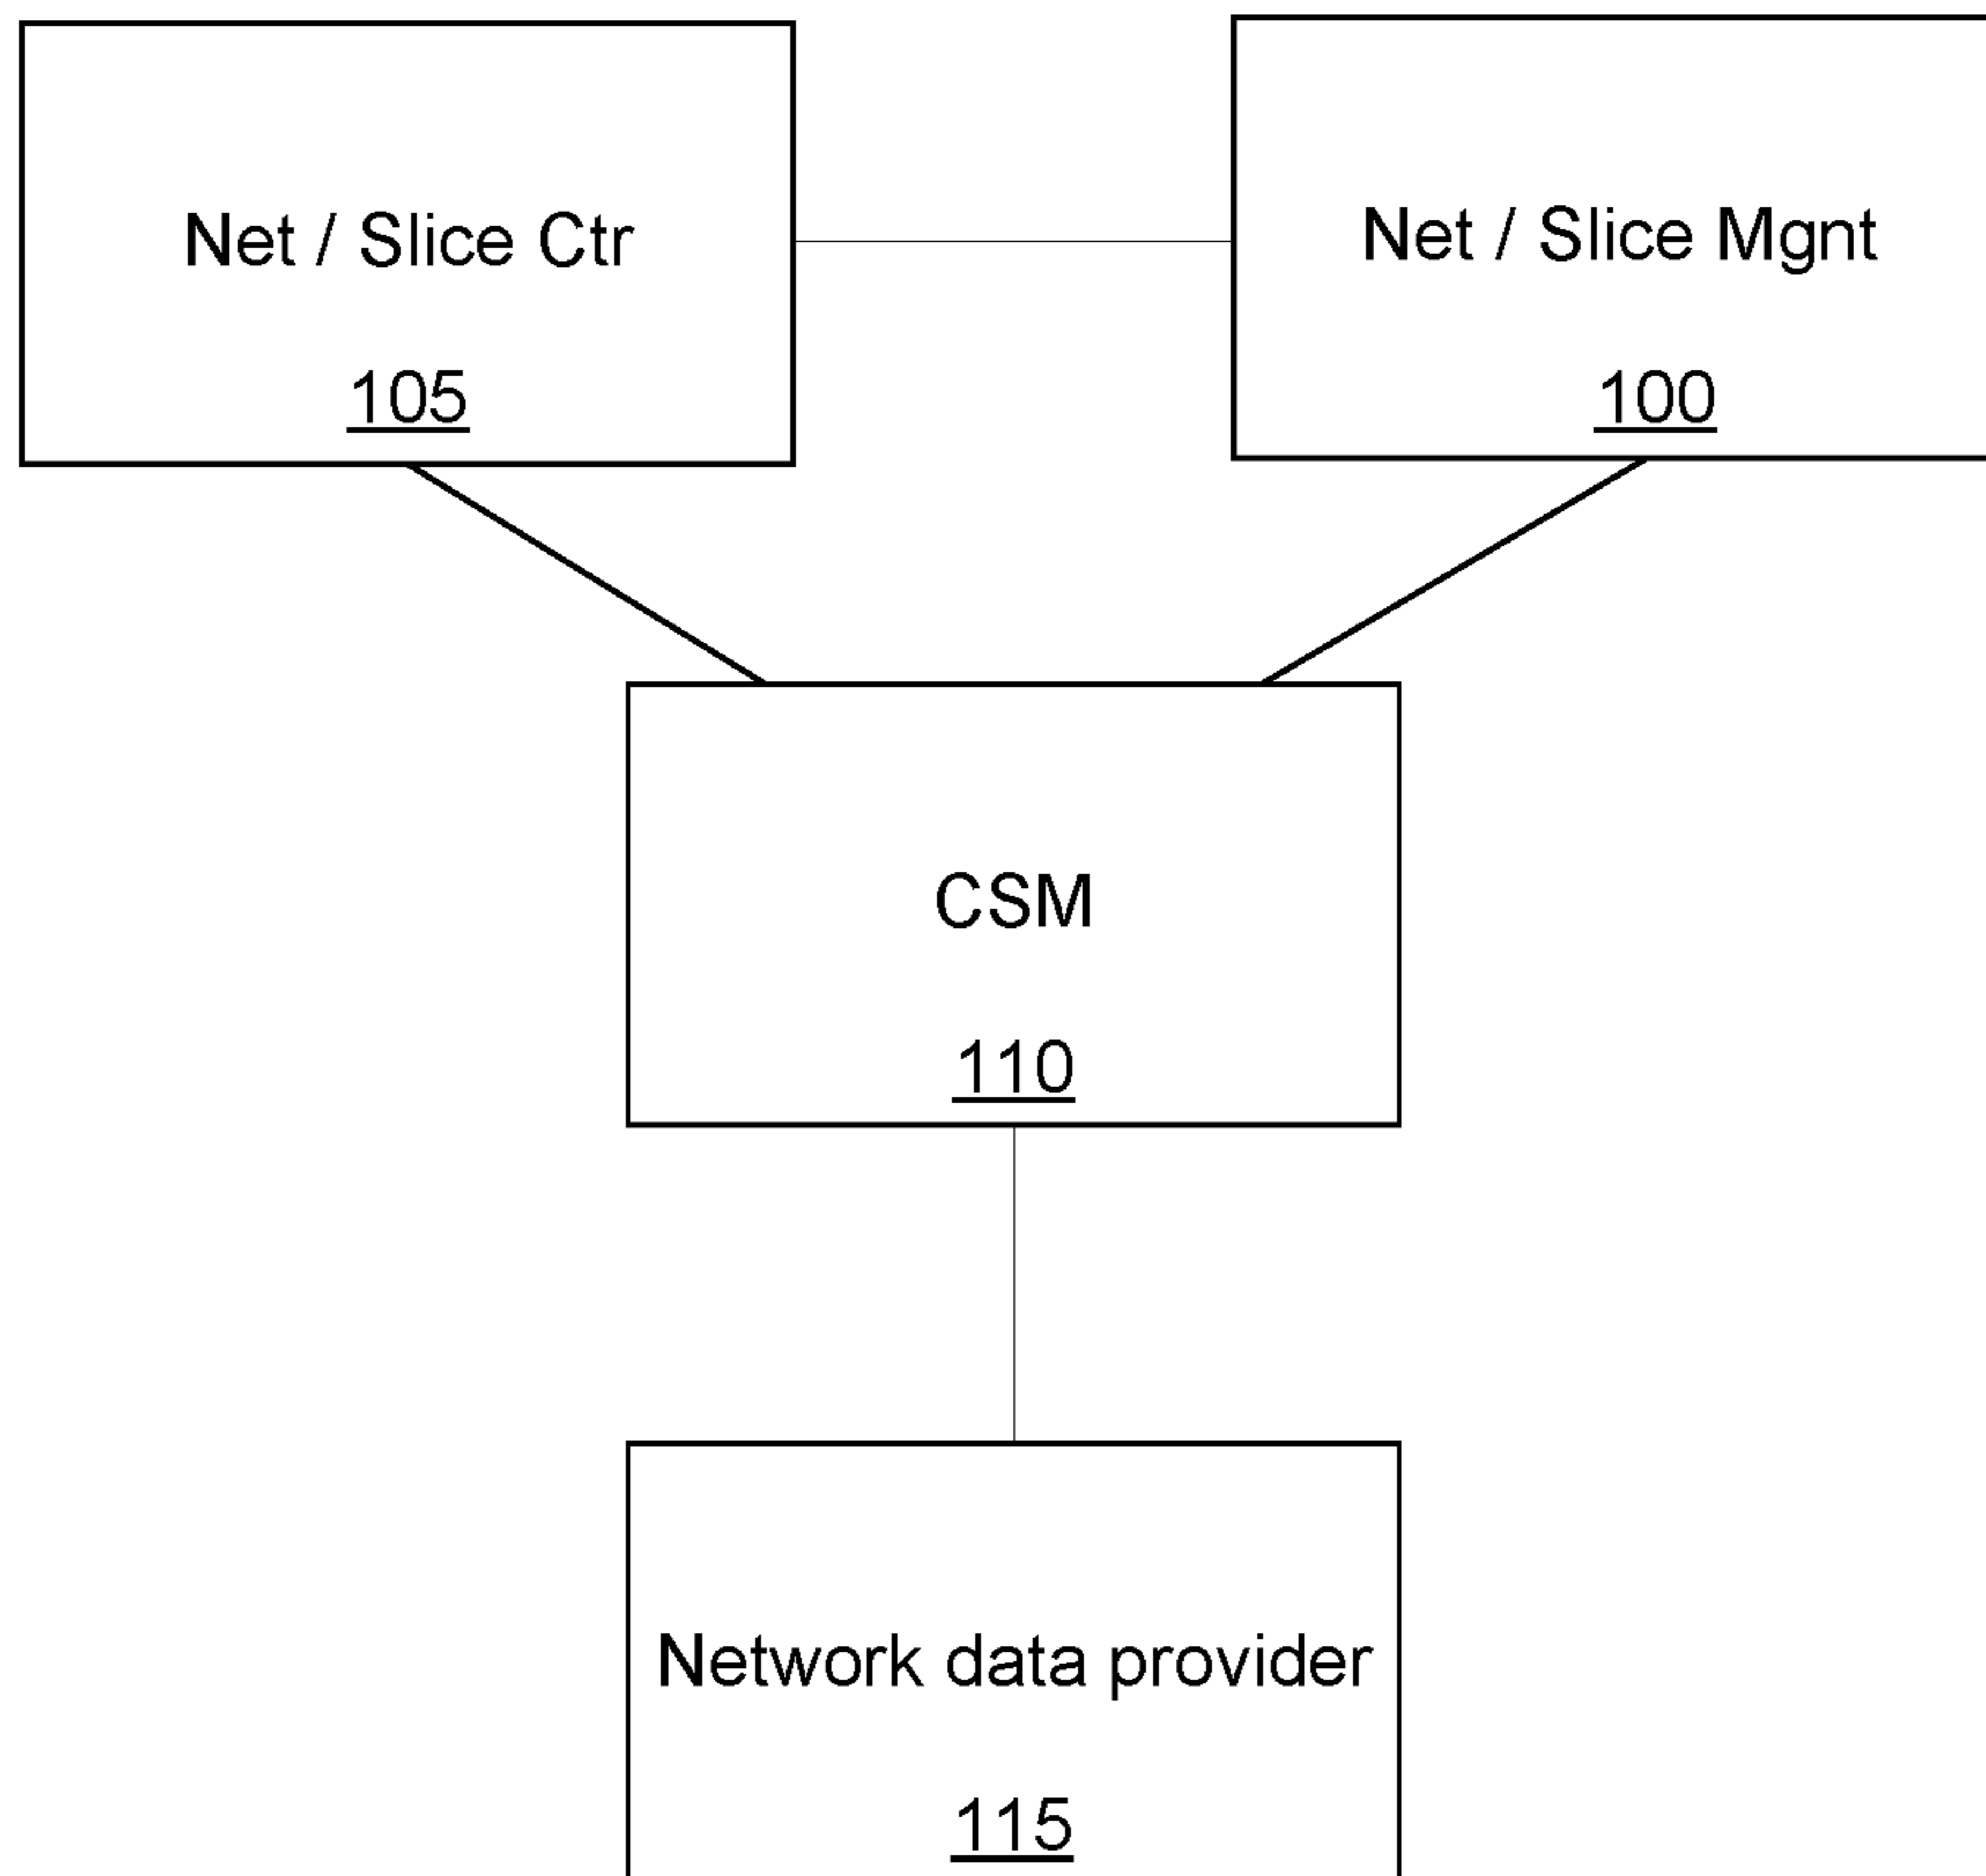 Net / Slice Ctr
105
Net / Slice Mgnt
100
CSM
110
Network data provider
115